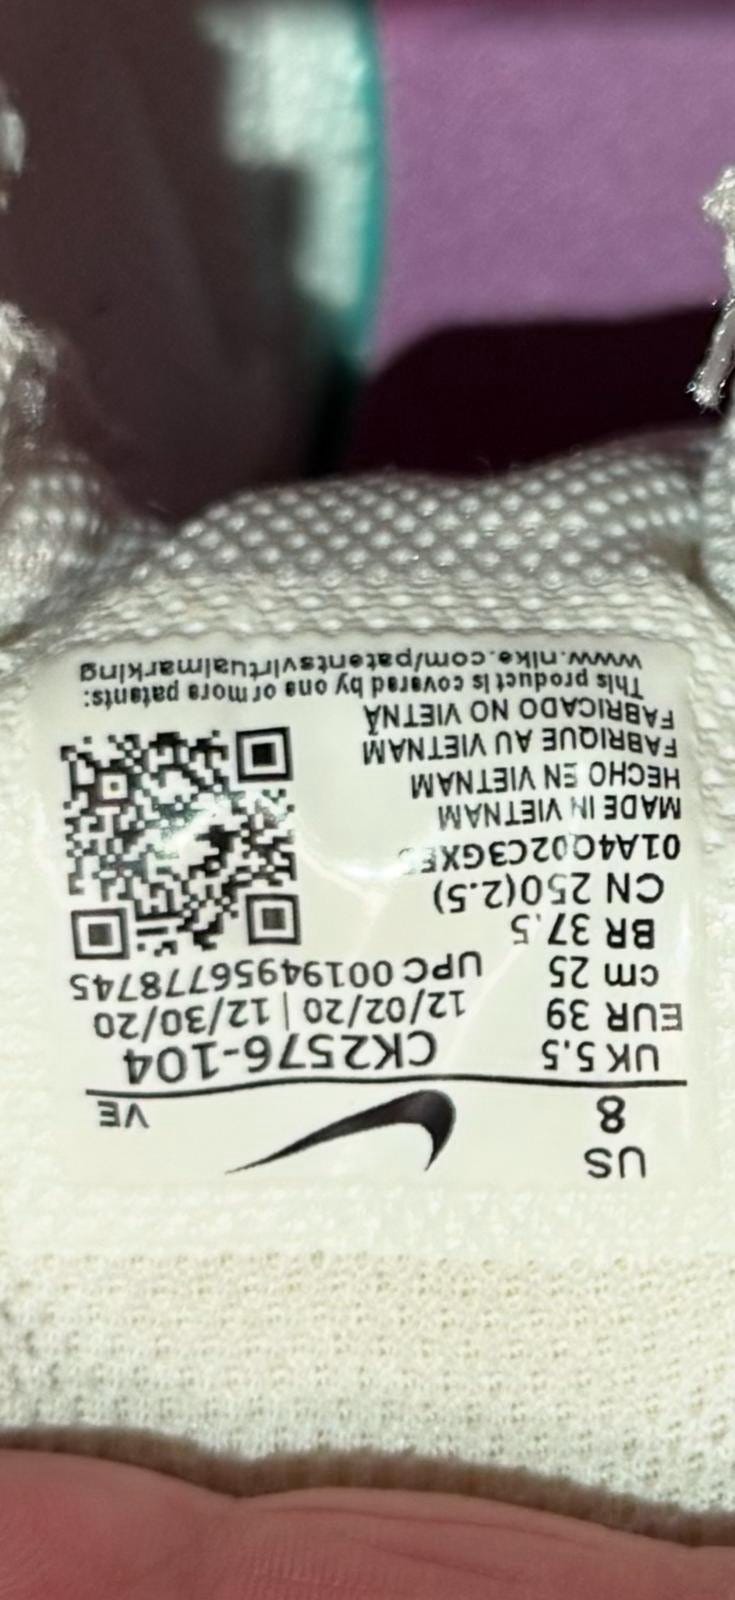 US
8
VE
UK 5.5
CK2576-104
EUR 39
12/02/20 | 12/30/20
cm 25
UPC 00194956778745
BR 37.5
CN 250(2.5)
MADE IN VIETNAM
HECHO EN VIETNAM
FABRIQUE AU VIETNAM
FABRICADO NO VIETNÃ
This product is covered by one or more patents:
www.nike.com/patentsvirtualmarking